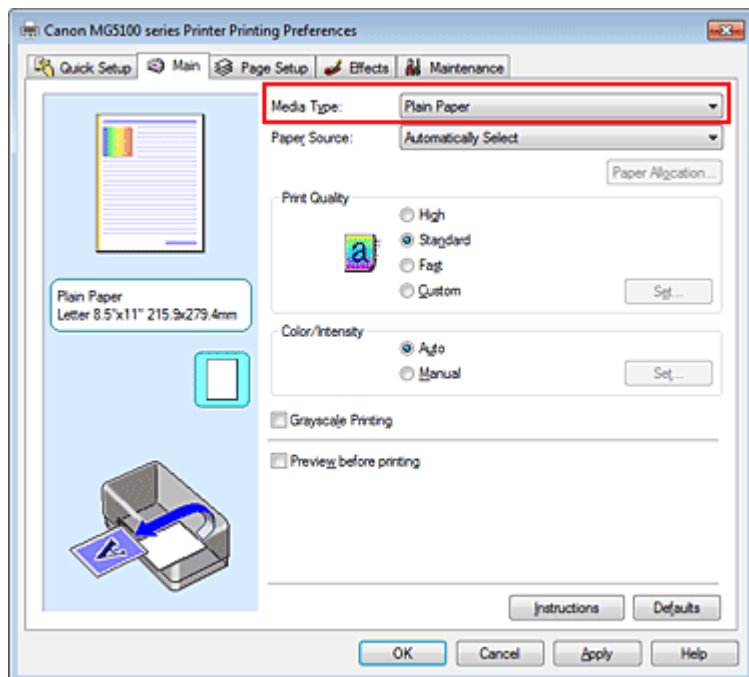 Canon MG5100 series Printer Printing Preferences
Quick Setup Main Page Setup Effects Maintenance
Media Type: Plain Paper
Paper Source: Automatically Select
Paper Allocation...
Print Quality
High
a Standard
Fast
Custom Set...
Plain Paper
Letter 8.5"x11" 215.9x279.4mm
Color/Intensity
Auto
Manual Set...
Grayscale Printing
Preview before printing
A
Instructions Defaults
OK Cancel Apply Help